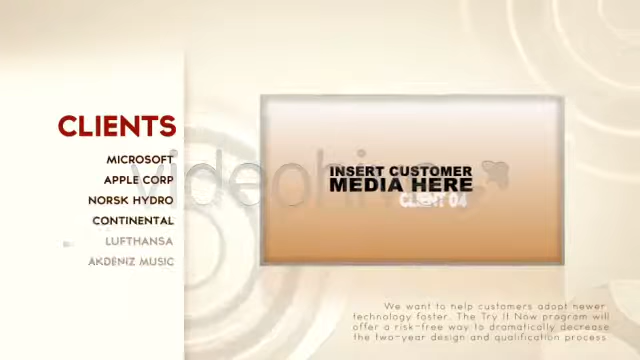 CLIENTS
MICROSOFT
APPLE CORP
NORSK HYDRO
CONTINENTAL
LUFTHANSA
AKDENIZ MUSIC
videohive
INSERT CUSTOMER
MEDIA HERE
CLIENT 04
We want to help customers adopt newer
technology faster. The Try It Now program will
offer a risk-free way to dramatically decrease
the two-year design and qualification process